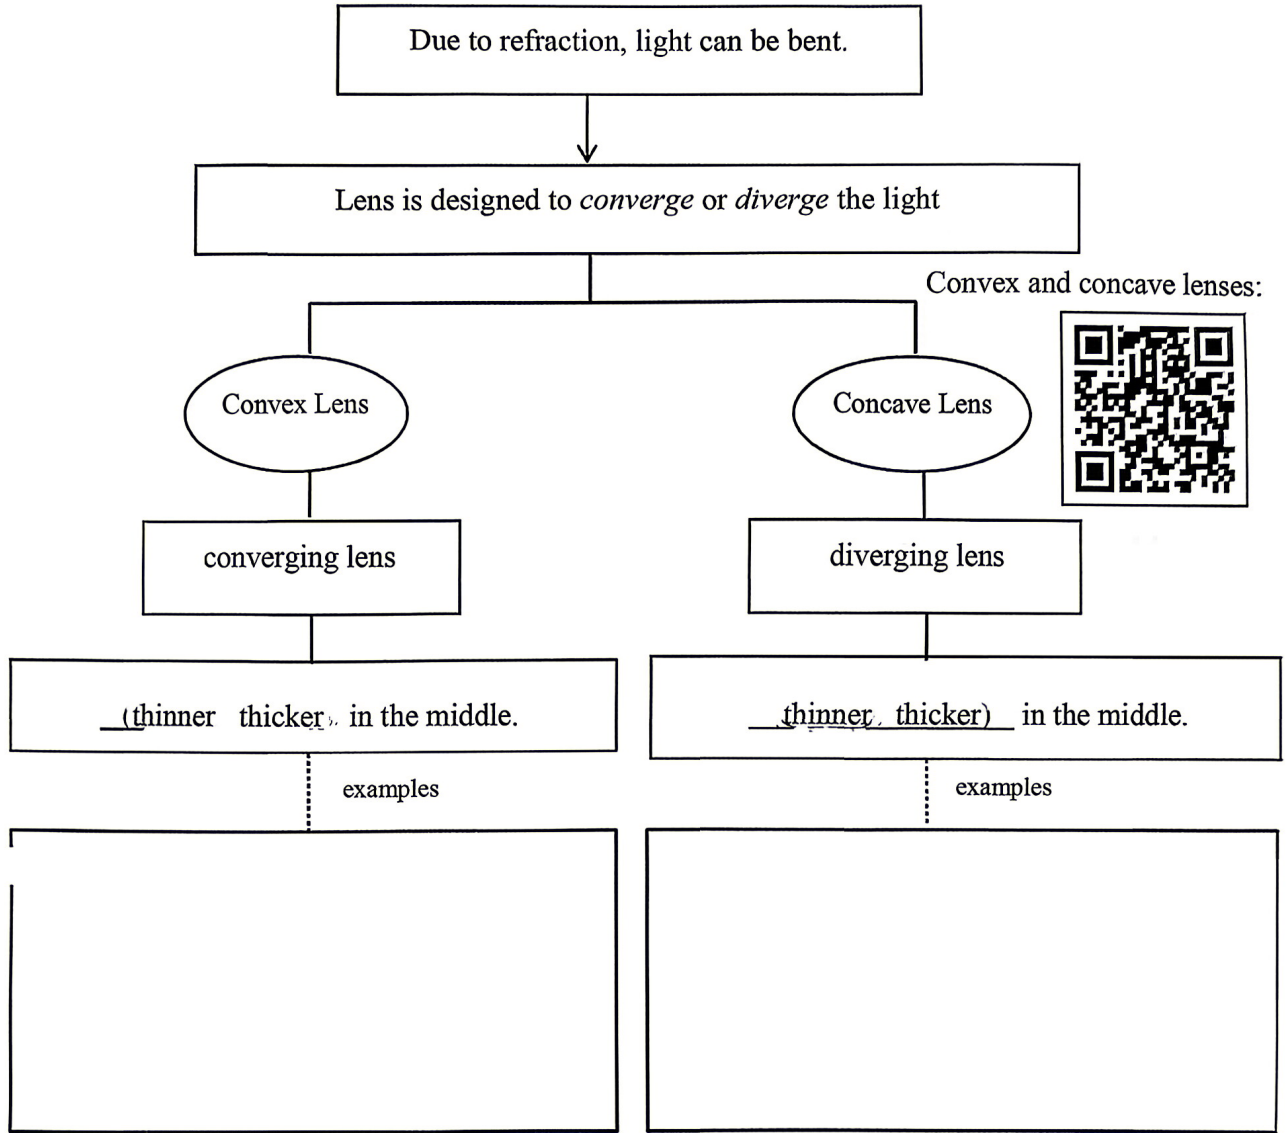 Due to refraction, light can be bent.
Lens is designed to converge or diverge the light
Convex and concave lenses:
Convex Lens
Concave Lens
converging lens
diverging lens
(thinner thicker in the middle.
thinner, thicker) in the middle.
examples
examples